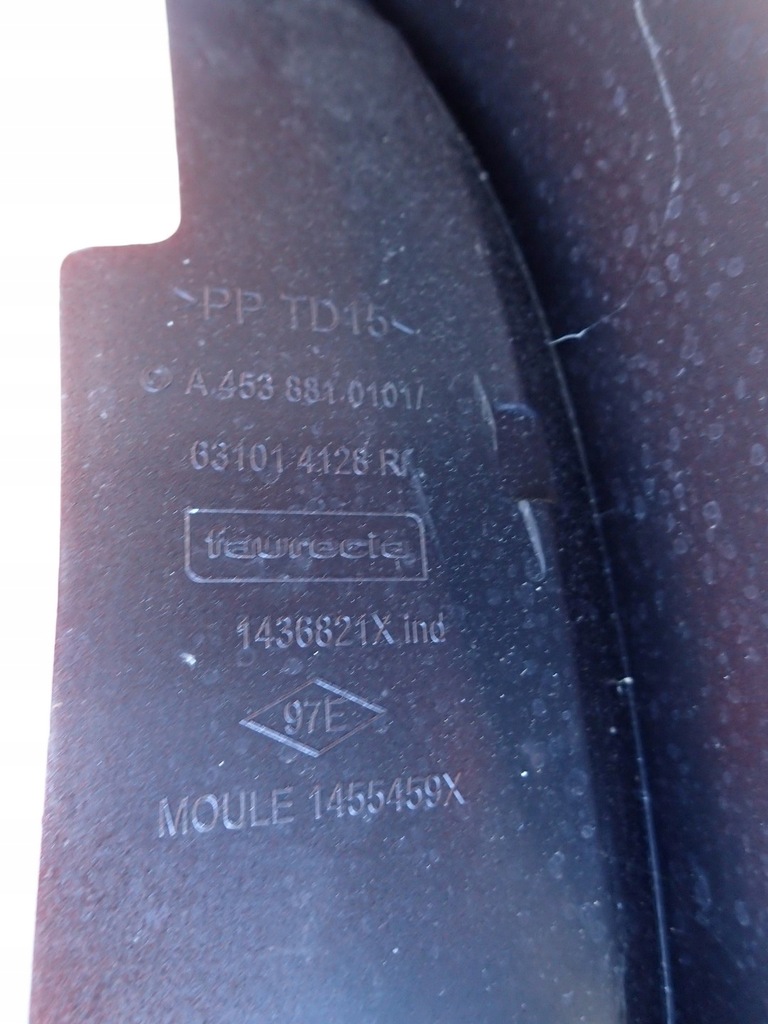 >PP TD15<
A 453 881 0101/
63101 4128 R/
faurecia
1436821X ind
97E
MOULE 1455459X